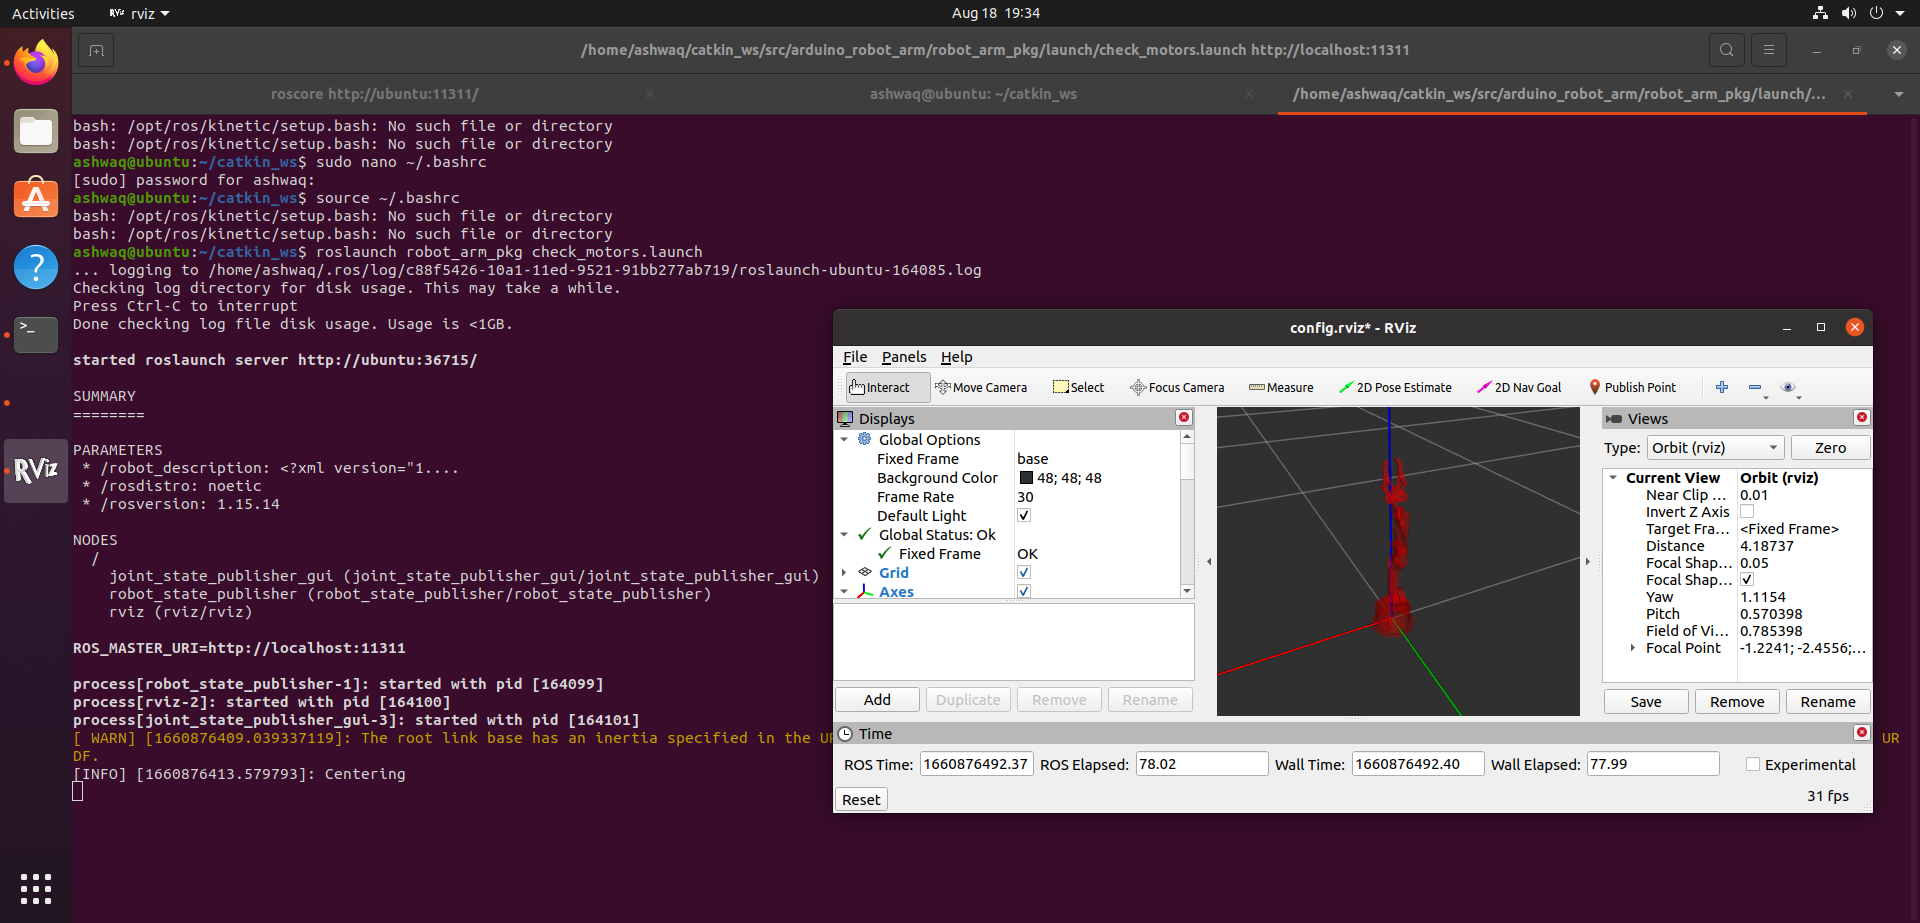 Activities
RViz rviz
Aug 18 19:34
/home/ashwaq/catkin_ws/src/arduino_robot_arm/robot_arm_pkg/launch/check_motors.launch http://localhost:11311
roscore http://ubuntu:11311/
ashwaq@ubuntu: ~/catkin_ws
/home/ashwaq/catkin_ws/src/arduino_robot_arm/robot_arm_pkg/launch/...
bash: /opt/ros/kinetic/setup.bash: No such file or directory
bash: /opt/ros/kinetic/setup.bash: No such file or directory
ashwaq@ubuntu:~/catkin_ws$ sudo nano ~/.bashrc
[sudo] password for ashwaq:
ashwaq@ubuntu:~/catkin_ws$ source ~/.bashrc
bash: /opt/ros/kinetic/setup.bash: No such file or directory
bash: /opt/ros/kinetic/setup.bash: No such file or directory
ashwaq@ubuntu:~/catkin_ws$ roslaunch robot_arm_pkg check_motors.launch
... logging to /home/ashwaq/.ros/log/c88f5426-10a1-11ed-9521-91bb277ab719/roslaunch-ubuntu-164085.log
Checking log directory for disk usage. This may take a while.
Press Ctrl-C to interrupt
Done checking log file disk usage. Usage is <1GB.
started roslaunch server http://ubuntu:36715/
SUMMARY
========
PARAMETERS
* /robot_description: <?xml version="1....
* /rosdistro: noetic
* /rosversion: 1.15.14
NODES
/
joint_state_publisher_gui (joint_state_publisher_gui/joint_state_publisher_gui)
robot_state_publisher (robot_state_publisher/robot_state_publisher)
rviz (rviz/rviz)
ROS_MASTER_URI=http://localhost:11311
process[robot_state_publisher-1]: started with pid [164099]
process[rviz-2]: started with pid [164100]
process[joint_state_publisher_gui-3]: started with pid [164101]
[ WARN] [1660876409.039337119]: The root link base has an inertia specified in the UR
UR
DF.
[INFO] [1660876413.579793]: Centering
RViz
config.rviz* - RViz
File Panels Help
Interact Move Camera Select Focus Camera Measure 2D Pose Estimate 2D Nav Goal Publish Point
Displays
Global Options
Fixed Frame base
Background Color 48; 48; 48
Frame Rate 30
Default Light
Global Status: Ok
Fixed Frame OK
Grid
Axes
Add Duplicate Remove Rename
Views
Type: Orbit (rviz) Zero
Current View Orbit (rviz)
Near Clip ... 0.01
Invert Z Axis
Target Fra... <Fixed Frame>
Distance 4.18737
Focal Shap... 0.05
Focal Shap...
Yaw 1.1154
Pitch 0.570398
Field of Vi... 0.785398
Focal Point -1.2241; -2.4556;...
Save Remove Rename
Time
ROS Time: 1660876492.37 ROS Elapsed: 78.02 Wall Time: 1660876492.40 Wall Elapsed: 77.99 Experimental
Reset
31 fps